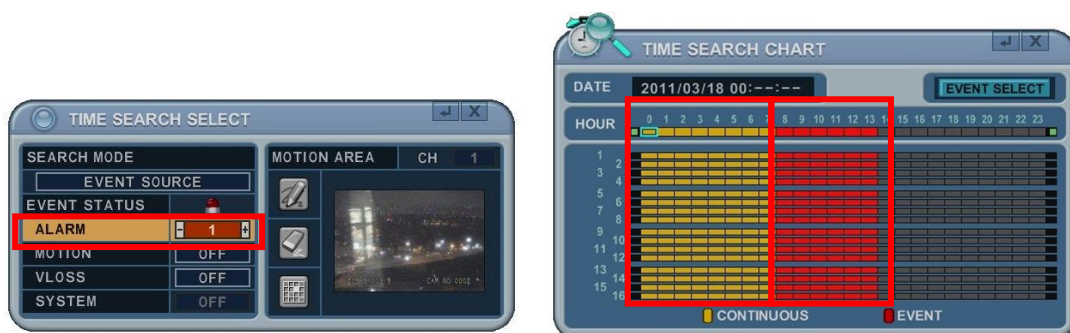 TIME SEARCH SELECT
X
SEARCH MODE
EVENT SOURCE
EVENT STATUS
ALARM - 1 +
MOTION OFF
VLOSS OFF
SYSTEM OFF
MOTION AREA CH 1
TIME SEARCH CHART
X
DATE 2011/03/18 00:--:--
EVENT SELECT
HOUR 0 1 2 3 4 5 6 7 8 9 10 11 12 13 14 15 16 17 18 19 20 21 22 23
1
2
3
4
5
6
7
8
9
10
11
12
13
14
15
16
CONTINUOUS EVENT